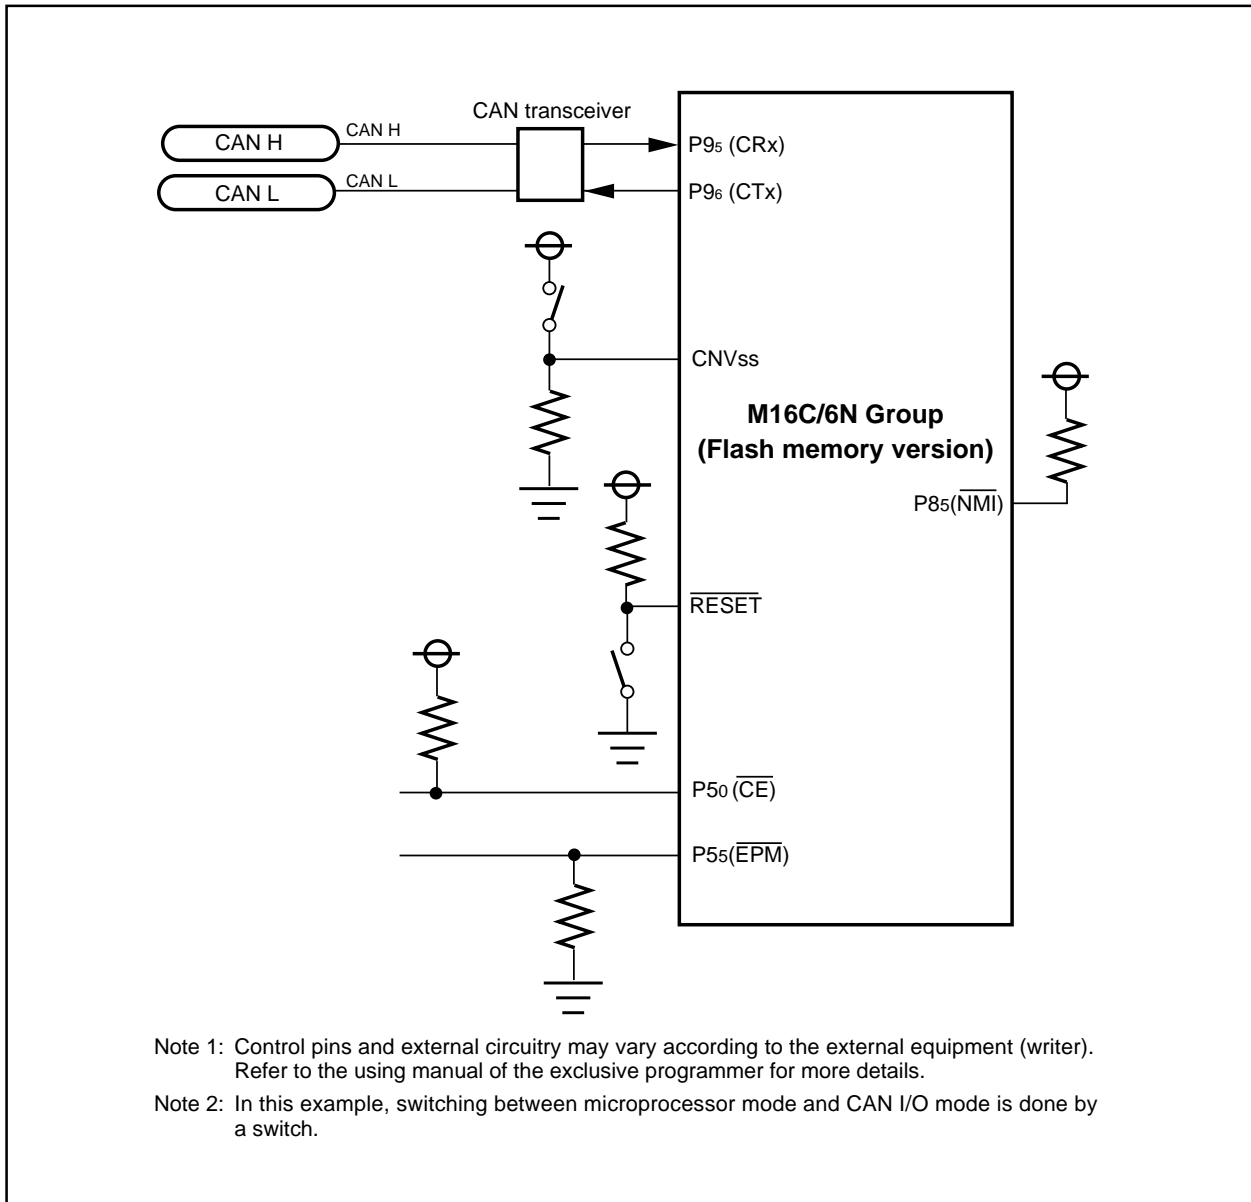 CAN transceiver
CAN H
CAN H
P95 (CRx)
CAN L
CAN L
P96 (CTx)
CNVss
M16C/6N Group
(Flash memory version)
P85(NMI)
RESET
P50 (CE)
P55(EPM)
Note 1: Control pins and external circuitry may vary according to the external equipment (writer).
Refer to the using manual of the exclusive programmer for more details.
Note 2: In this example, switching between microprocessor mode and CAN I/O mode is done by
a switch.